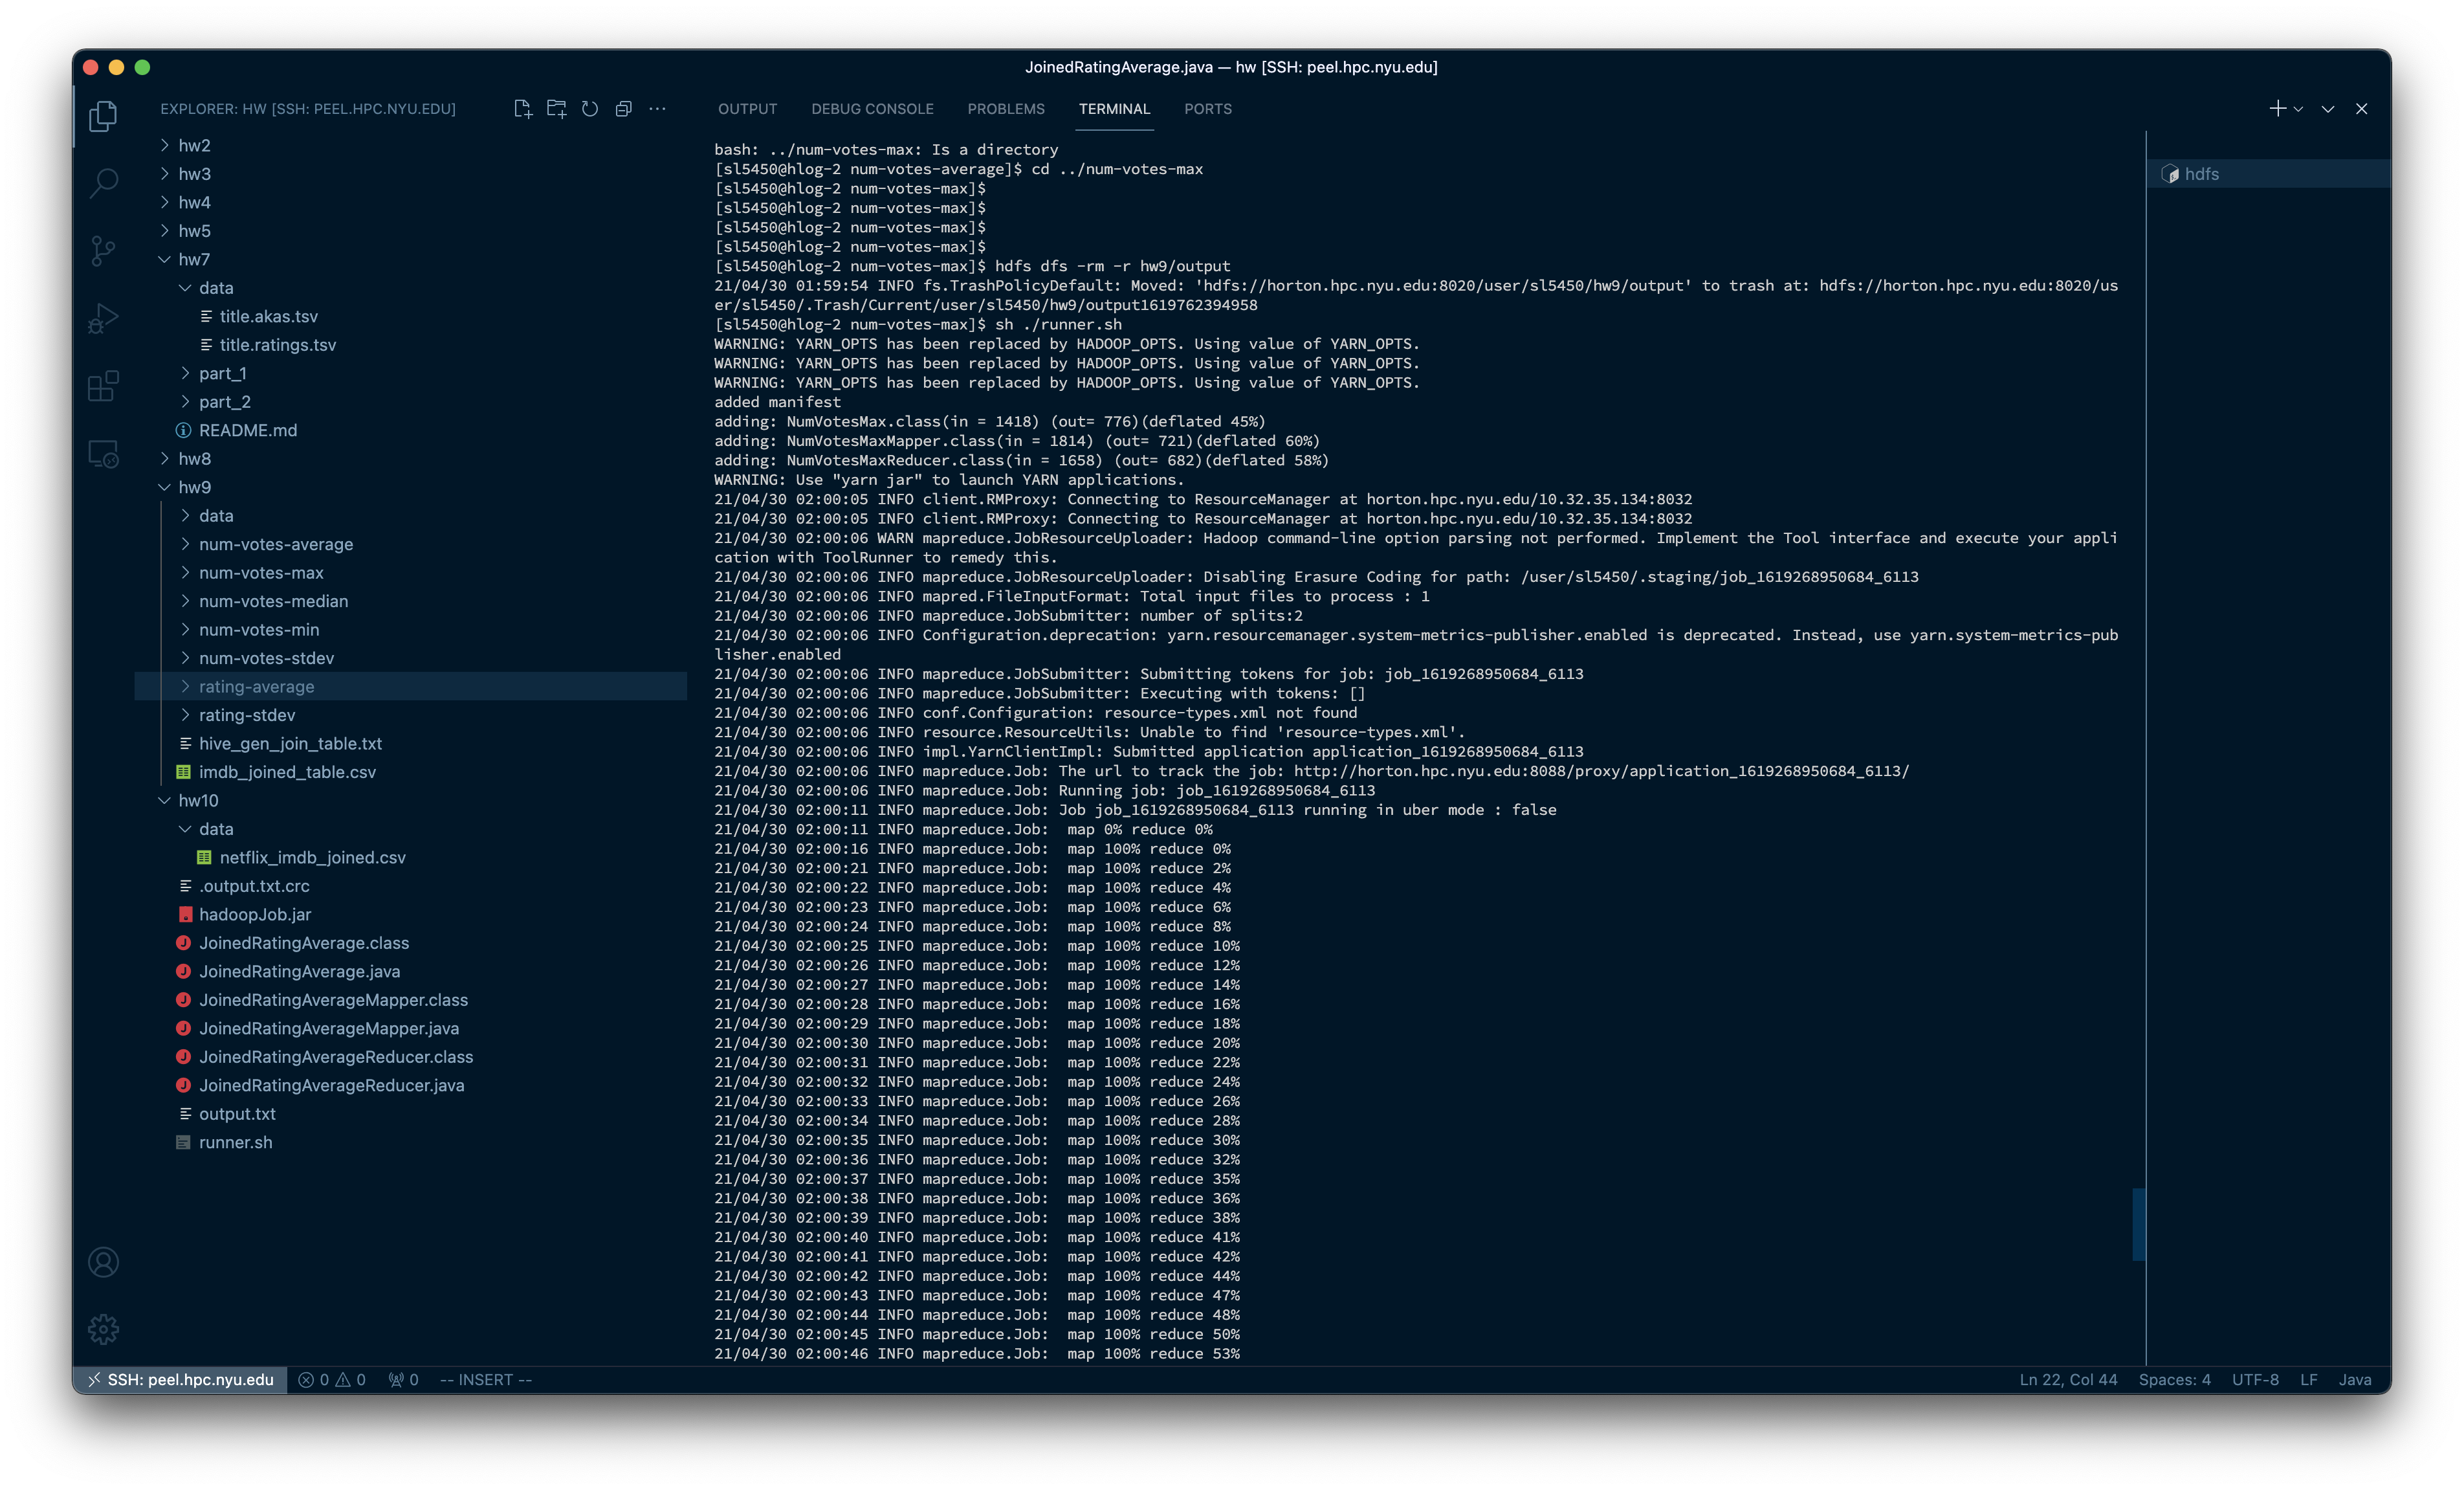 JoinedRatingAverage.java — hw [SSH: peel.hpc.nyu.edu]
EXPLORER: HW [SSH: PEEL.HPC.NYU.EDU]
hw2
hw3
hw4
hw5
hw7
data
title.akas.tsv
title.ratings.tsv
part_1
part_2
README.md
hw8
hw9
data
num-votes-average
num-votes-max
num-votes-median
num-votes-min
num-votes-stdev
rating-average
rating-stdev
hive_gen_join_table.txt
imdb_joined_table.csv
hw10
data
netflix_imdb_joined.csv
.output.txt.crc
hadoopJob.jar
JoinedRatingAverage.class
JoinedRatingAverage.java
JoinedRatingAverageMapper.class
JoinedRatingAverageMapper.java
JoinedRatingAverageReducer.class
JoinedRatingAverageReducer.java
output.txt
runner.sh
OUTPUT DEBUG CONSOLE PROBLEMS TERMINAL PORTS
bash: ../num-votes-max: Is a directory
[sl5450@hlog-2 num-votes-average]$ cd ../num-votes-max
[sl5450@hlog-2 num-votes-max]$
[sl5450@hlog-2 num-votes-max]$
[sl5450@hlog-2 num-votes-max]$
[sl5450@hlog-2 num-votes-max]$
[sl5450@hlog-2 num-votes-max]$ hdfs dfs -rm -r hw9/output
21/04/30 01:59:54 INFO fs.TrashPolicyDefault: Moved: 'hdfs://horton.hpc.nyu.edu:8020/user/sl5450/hw9/output' to trash at: hdfs://horton.hpc.nyu.edu:8020/us
er/sl5450/.Trash/Current/user/sl5450/hw9/output1619762394958
[sl5450@hlog-2 num-votes-max]$ sh ./runner.sh
WARNING: YARN_OPTS has been replaced by HADOOP_OPTS. Using value of YARN_OPTS.
WARNING: YARN_OPTS has been replaced by HADOOP_OPTS. Using value of YARN_OPTS.
WARNING: YARN_OPTS has been replaced by HADOOP_OPTS. Using value of YARN_OPTS.
added manifest
adding: NumVotesMax.class(in = 1418) (out= 776)(deflated 45%)
adding: NumVotesMaxMapper.class(in = 1814) (out= 721)(deflated 60%)
adding: NumVotesMaxReducer.class(in = 1658) (out= 682)(deflated 58%)
WARNING: Use "yarn jar" to launch YARN applications.
21/04/30 02:00:05 INFO client.RMProxy: Connecting to ResourceManager at horton.hpc.nyu.edu/10.32.35.134:8032
21/04/30 02:00:05 INFO client.RMProxy: Connecting to ResourceManager at horton.hpc.nyu.edu/10.32.35.134:8032
21/04/30 02:00:06 WARN mapreduce.JobResourceUploader: Hadoop command-line option parsing not performed. Implement the Tool interface and execute your appli
cation with ToolRunner to remedy this.
21/04/30 02:00:06 INFO mapreduce.JobResourceUploader: Disabling Erasure Coding for path: /user/sl5450/.staging/job_1619268950684_6113
21/04/30 02:00:06 INFO mapred.FileInputFormat: Total input files to process : 1
21/04/30 02:00:06 INFO mapreduce.JobSubmitter: number of splits:2
21/04/30 02:00:06 INFO Configuration.deprecation: yarn.resourcemanager.system-metrics-publisher.enabled is deprecated. Instead, use yarn.system-metrics-pub
lisher.enabled
21/04/30 02:00:06 INFO mapreduce.JobSubmitter: Submitting tokens for job: job_1619268950684_6113
21/04/30 02:00:06 INFO mapreduce.JobSubmitter: Executing with tokens: []
21/04/30 02:00:06 INFO conf.Configuration: resource-types.xml not found
21/04/30 02:00:06 INFO resource.ResourceUtils: Unable to find 'resource-types.xml'.
21/04/30 02:00:06 INFO impl.YarnClientImpl: Submitted application application_1619268950684_6113
21/04/30 02:00:06 INFO mapreduce.Job: The url to track the job: http://horton.hpc.nyu.edu:8088/proxy/application_1619268950684_6113/
21/04/30 02:00:06 INFO mapreduce.Job: Running job: job_1619268950684_6113
21/04/30 02:00:11 INFO mapreduce.Job: Job job_1619268950684_6113 running in uber mode : false
21/04/30 02:00:11 INFO mapreduce.Job:  map 0% reduce 0%
21/04/30 02:00:16 INFO mapreduce.Job:  map 100% reduce 0%
21/04/30 02:00:21 INFO mapreduce.Job:  map 100% reduce 2%
21/04/30 02:00:22 INFO mapreduce.Job:  map 100% reduce 4%
21/04/30 02:00:23 INFO mapreduce.Job:  map 100% reduce 6%
21/04/30 02:00:24 INFO mapreduce.Job:  map 100% reduce 8%
21/04/30 02:00:25 INFO mapreduce.Job:  map 100% reduce 10%
21/04/30 02:00:26 INFO mapreduce.Job:  map 100% reduce 12%
21/04/30 02:00:27 INFO mapreduce.Job:  map 100% reduce 14%
21/04/30 02:00:28 INFO mapreduce.Job:  map 100% reduce 16%
21/04/30 02:00:29 INFO mapreduce.Job:  map 100% reduce 18%
21/04/30 02:00:30 INFO mapreduce.Job:  map 100% reduce 20%
21/04/30 02:00:31 INFO mapreduce.Job:  map 100% reduce 22%
21/04/30 02:00:32 INFO mapreduce.Job:  map 100% reduce 24%
21/04/30 02:00:33 INFO mapreduce.Job:  map 100% reduce 26%
21/04/30 02:00:34 INFO mapreduce.Job:  map 100% reduce 28%
21/04/30 02:00:35 INFO mapreduce.Job:  map 100% reduce 30%
21/04/30 02:00:36 INFO mapreduce.Job:  map 100% reduce 32%
21/04/30 02:00:37 INFO mapreduce.Job:  map 100% reduce 35%
21/04/30 02:00:38 INFO mapreduce.Job:  map 100% reduce 36%
21/04/30 02:00:39 INFO mapreduce.Job:  map 100% reduce 38%
21/04/30 02:00:40 INFO mapreduce.Job:  map 100% reduce 41%
21/04/30 02:00:41 INFO mapreduce.Job:  map 100% reduce 42%
21/04/30 02:00:42 INFO mapreduce.Job:  map 100% reduce 44%
21/04/30 02:00:43 INFO mapreduce.Job:  map 100% reduce 47%
21/04/30 02:00:44 INFO mapreduce.Job:  map 100% reduce 48%
21/04/30 02:00:45 INFO mapreduce.Job:  map 100% reduce 50%
21/04/30 02:00:46 INFO mapreduce.Job:  map 100% reduce 53%
hdfs
SSH: peel.hpc.nyu.edu 0 0 0 -- INSERT -- Ln 22, Col 44 Spaces: 4 UTF-8 LF Java